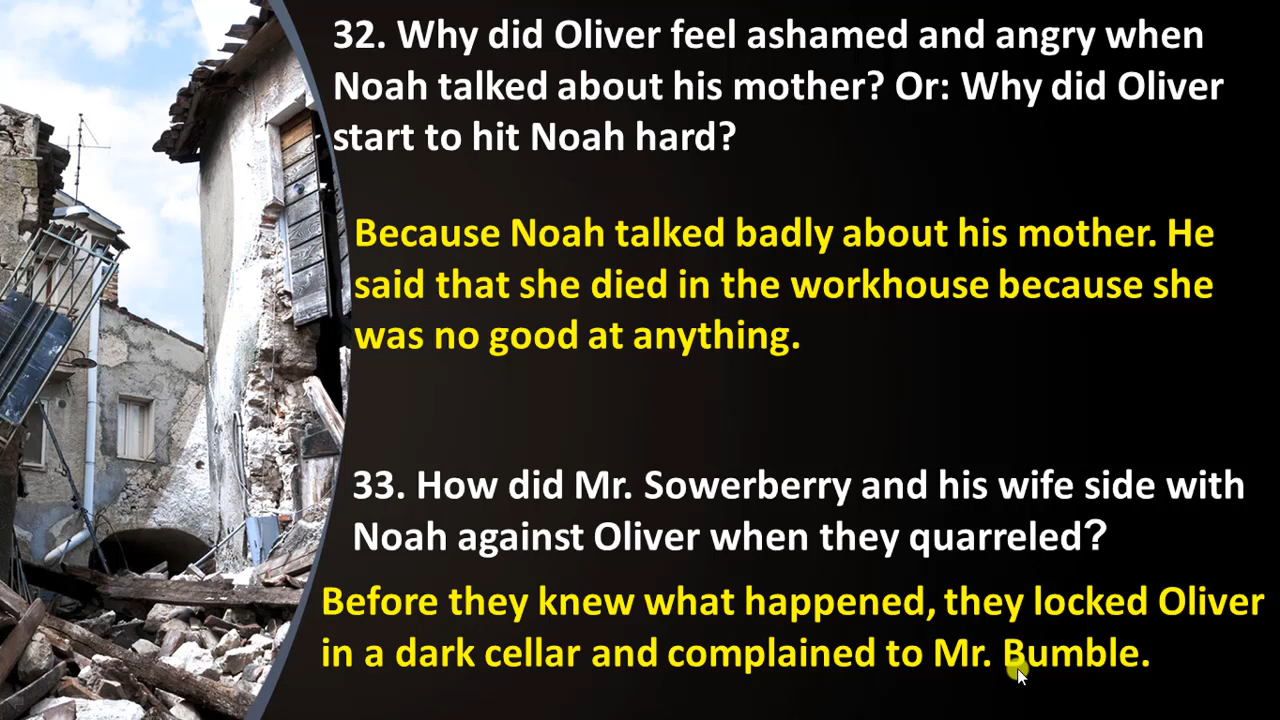 32. Why did Oliver feel ashamed and angry when
Noah talked about his mother? Or: Why did Oliver
start to hit Noah hard?
Because Noah talked badly about his mother. He
said that she died in the workhouse because she
was no good at anything.
33. How did Mr. Sowerberry and his wife side with
Noah against Oliver when they quarreled?
Before they knew what happened, they locked Oliver
in a dark cellar and complained to Mr. Bumble.